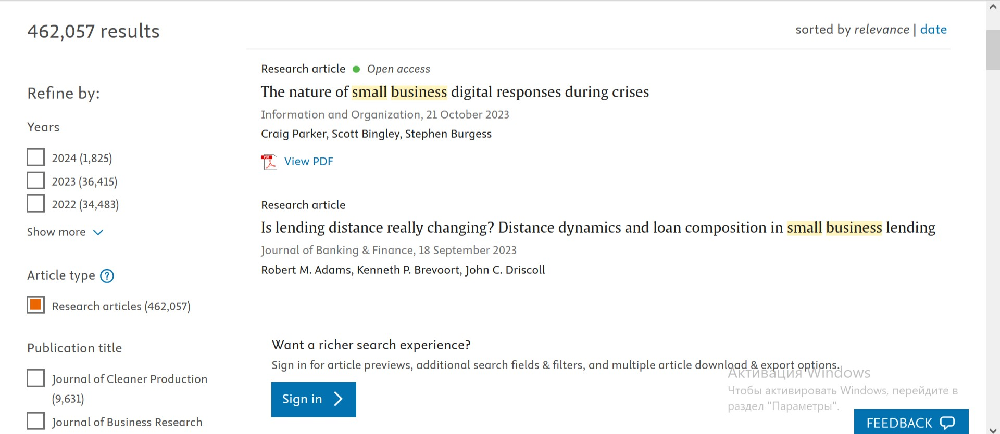 462,057 results
sorted by relevance | date
Refine by:
Years
2024 (1,825)
2023 (36,415)
2022 (34,483)
Show more
Article type ?
Research articles (462,057)
Publication title
Journal of Cleaner Production
(9,631)
Journal of Business Research
Research article Open access
The nature of small business digital responses during crises
Information and Organization, 21 October 2023
Craig Parker, Scott Bingley, Stephen Burgess
PDF
View PDF
Research article
Is lending distance really changing? Distance dynamics and loan composition in small business lending
Journal of Banking & Finance, 18 September 2023
Robert M. Adams, Kenneth P. Brevoort, John C. Driscoll
Want a richer search experience?
Sign in for article previews, additional search fields & filters, and multiple article download & export options.
Sign in
Активация Windows
Чтобы активировать Windows, перейдите в
раздел "Параметры".
FEEDBACK